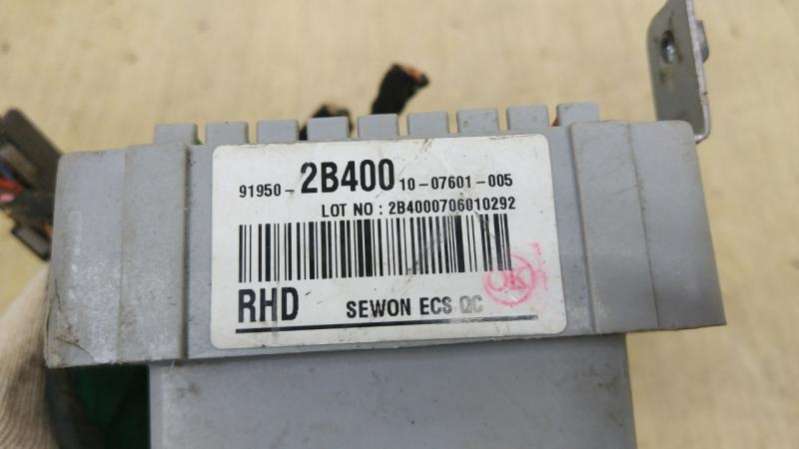 91950-2B400 10-07601-005
LOT NO : 2B4000706010292
RHD SEWON ECS QC
OK